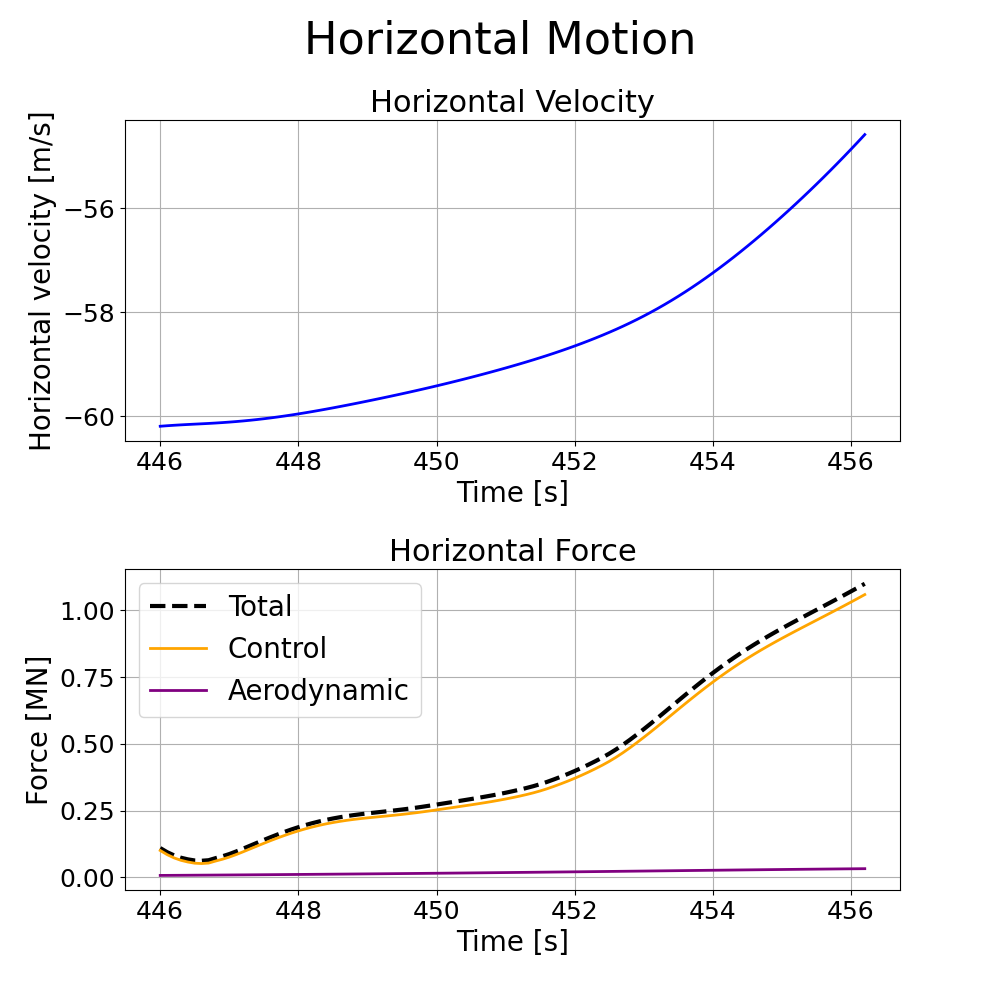 Horizontal Motion
Horizontal Velocity
Horizontal velocity [m/s]
−56
−58
−60
446 448 450 452 454 456
Time [s]
Horizontal Force
Force [MN]
Total
Control
Aerodynamic
1.00
0.75
0.50
0.25
0.00
446 448 450 452 454 456
Time [s]